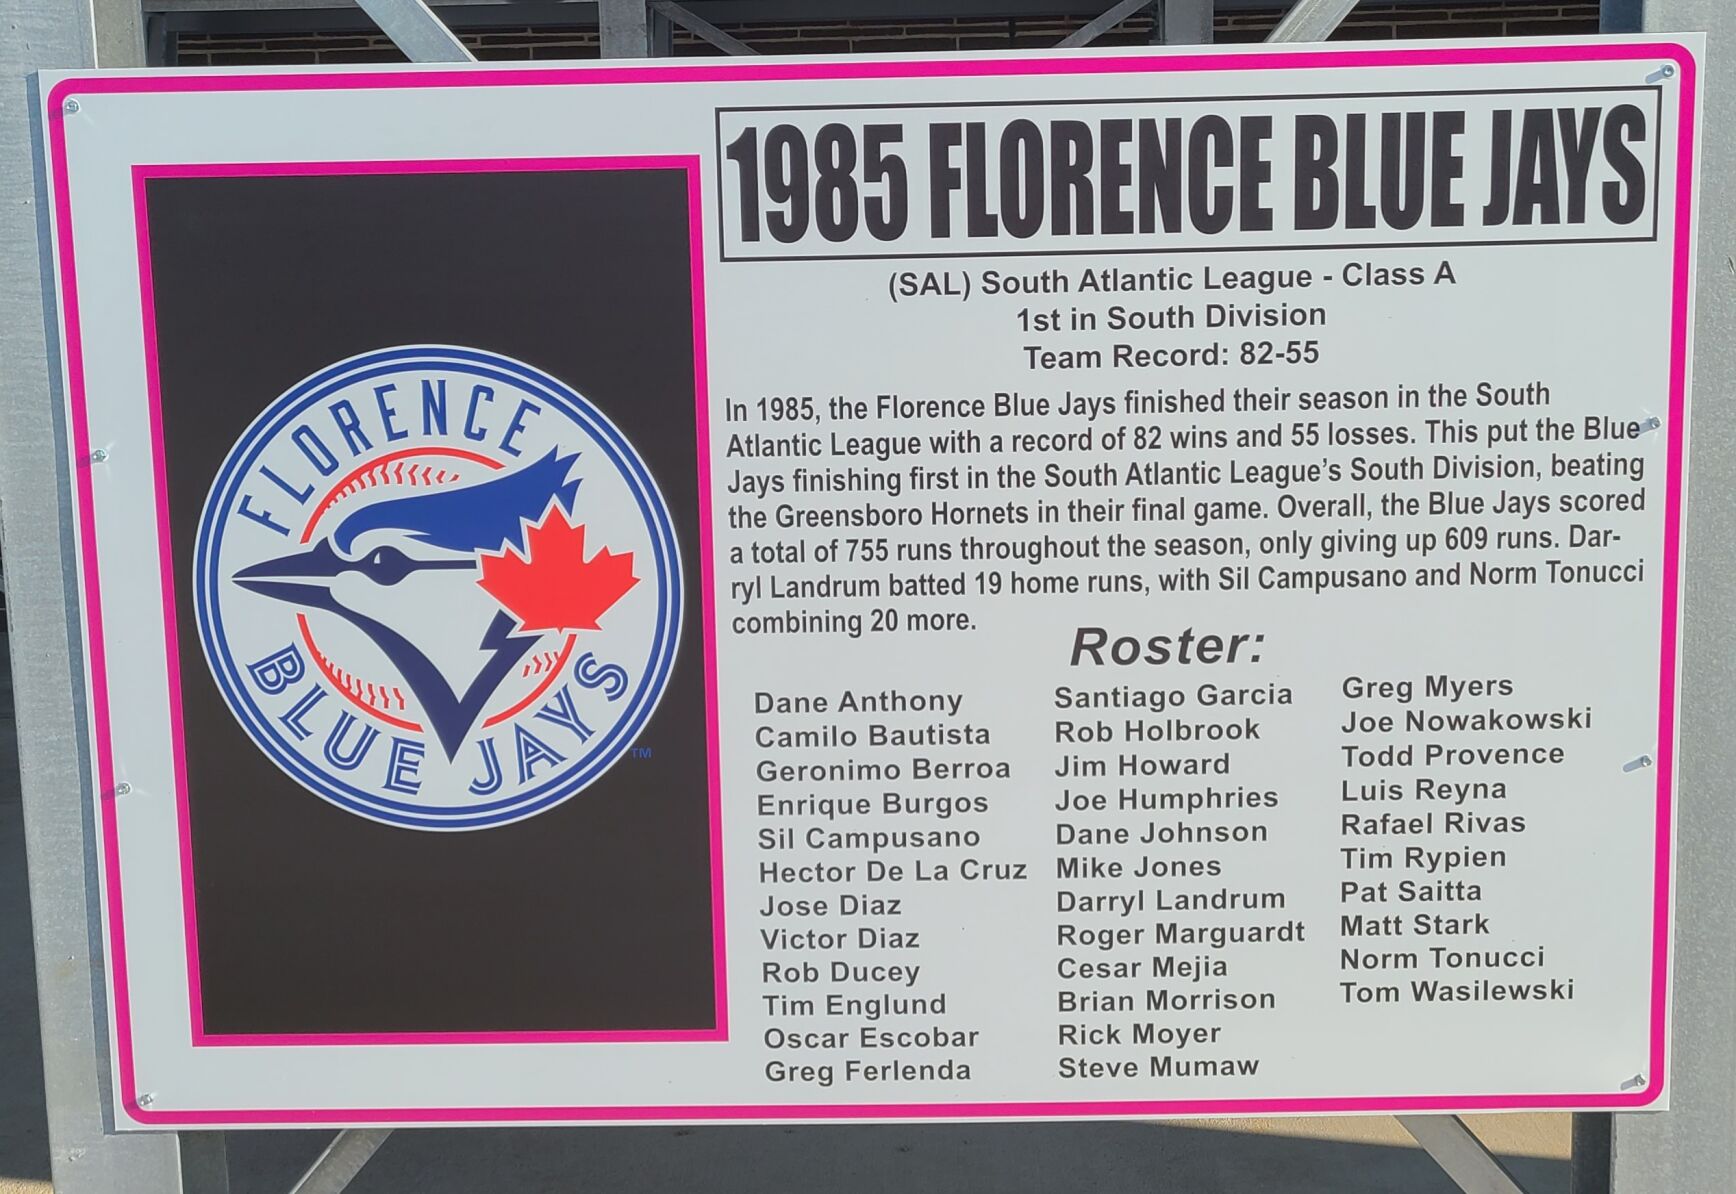 1985 FLORENCE BLUE JAYS
(SAL) South Atlantic League - Class A
1st in South Division
Team Record: 82-55
In 1985, the Florence Blue Jays finished their season in the South
Atlantic League with a record of 82 wins and 55 losses. This put the Blue
Jays finishing first in the South Atlantic League's South Division, beating
the Greensboro Hornets in their final game. Overall, the Blue Jays scored
a total of 755 runs throughout the season, only giving up 609 runs. Dar-
ryl Landrum batted 19 home runs, with Sil Campusano and Norm Tonucci
combining 20 more.
Roster:
Dane Anthony
Camilo Bautista
Geronimo Berroa
Enrique Burgos
Sil Campusano
Hector De La Cruz
Jose Diaz
Victor Diaz
Rob Ducey
Tim Englund
Oscar Escobar
Greg Ferlenda
Santiago Garcia
Rob Holbrook
Jim Howard
Joe Humphries
Dane Johnson
Mike Jones
Darryl Landrum
Roger Marguardt
Cesar Mejia
Brian Morrison
Rick Moyer
Steve Mumaw
Greg Myers
Joe Nowakowski
Todd Provence
Luis Reyna
Rafael Rivas
Tim Rypien
Pat Saitta
Matt Stark
Norm Tonucci
Tom Wasilewski
FLORENCE
BLUE JAYS
TM